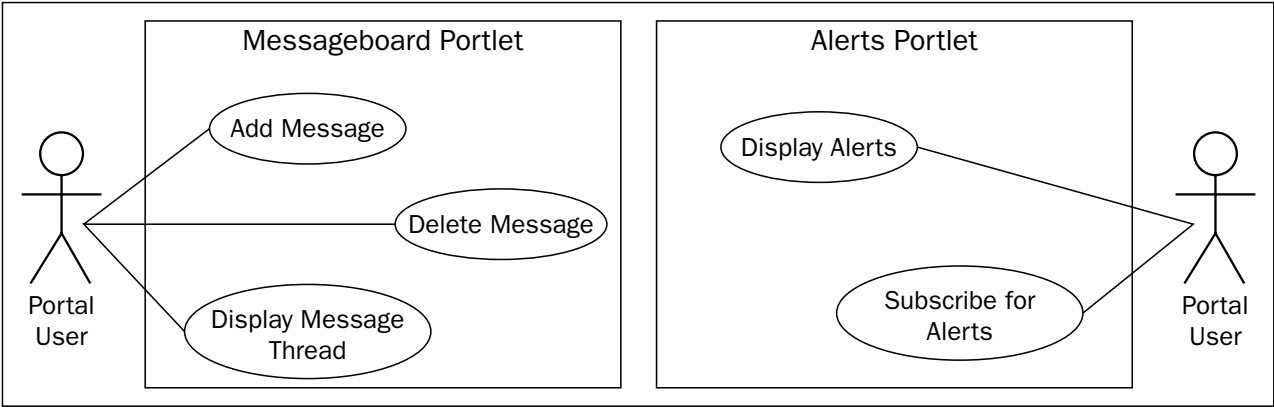 Messageboard Portlet
Add Message
Delete Message
Display Message
Thread
Portal
User
Alerts Portlet
Display Alerts
Subscribe for
Alerts
Portal
User